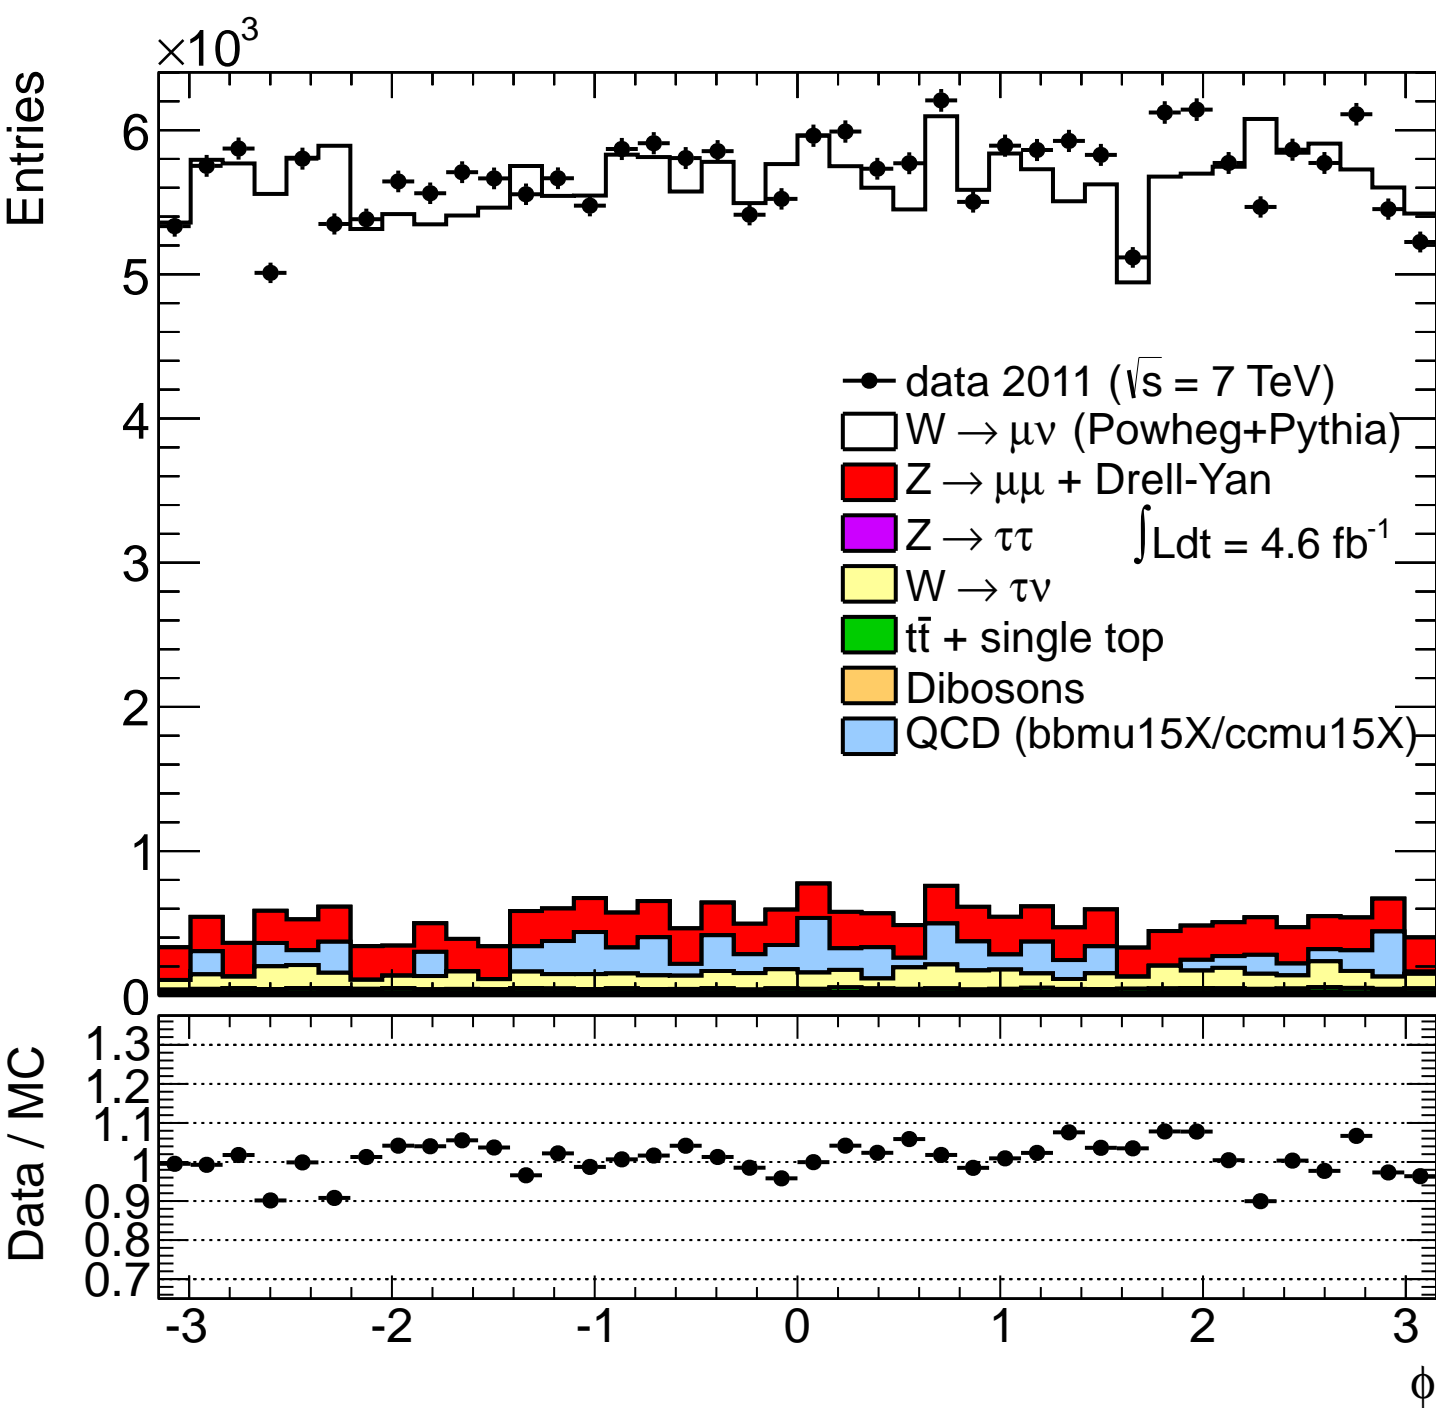 ×10³
Entries
6
5
4
3
2
1
0
data 2011 (√s = 7 TeV)
W → μν (Powheg+Pythia)
Z → μμ + Drell-Yan
Z → ττ
∫Ldt = 4.6 fb⁻¹
W → τν
tt̄ + single top
Dibosons
QCD (bbmu15X/ccmu15X)
Data / MC
1.3
1.2
1.1
1
0.9
0.8
0.7
-3 -2 -1 0 1 2 3
ϕ